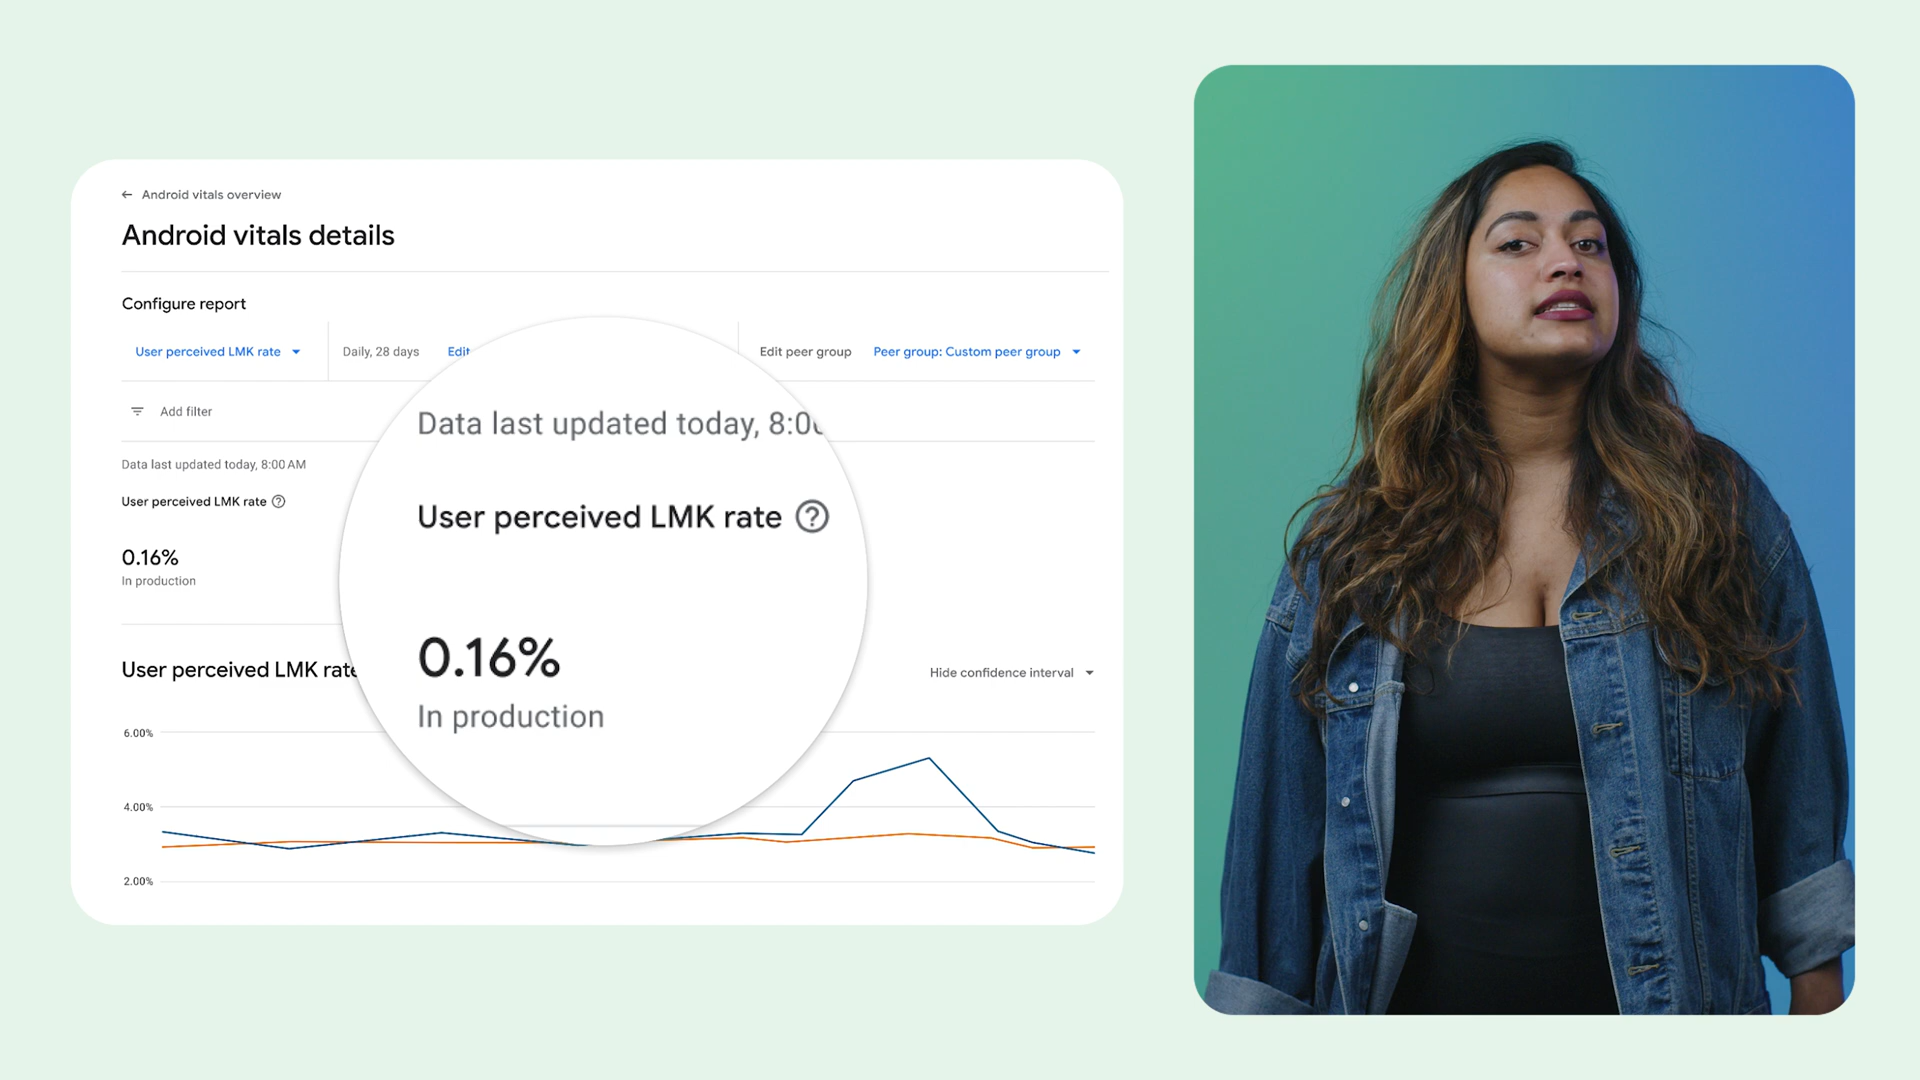 ← Android vitals overview
Android vitals details
Configure report
User perceived LMK rate
Daily, 28 days
Edit
Edit peer group
Peer group: Custom peer group
Add filter
Data last updated today, 8:00 AM
User perceived LMK rate
0.16%
In production
Data last updated today, 8:0
User perceived LMK rate ?
0.16%
In production
User perceived LMK rate
Hide confidence interval
6.00%
4.00%
2.00%